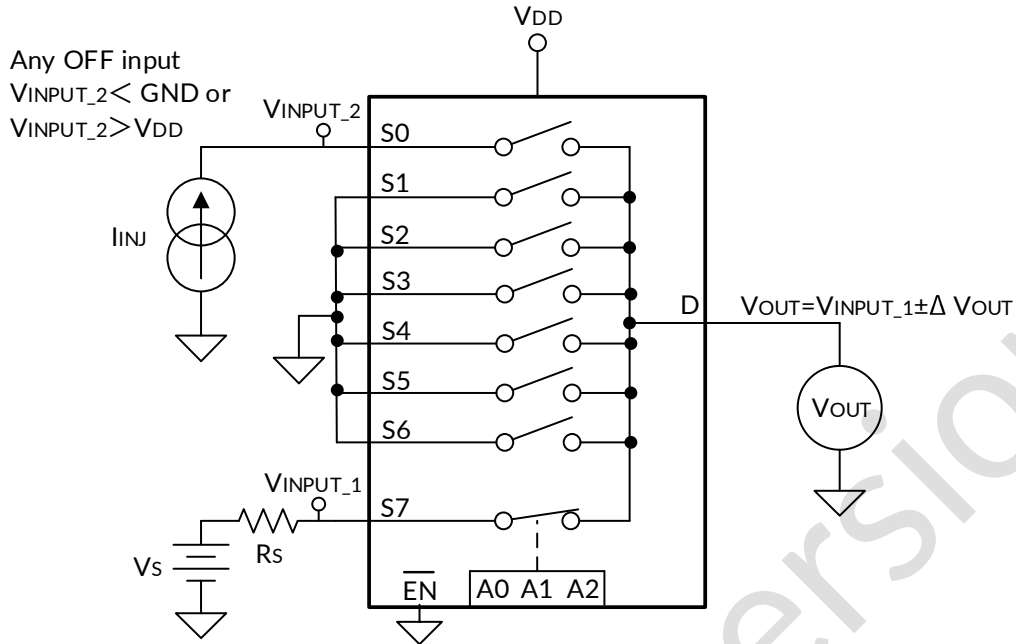 VDD
Any OFF input
VINPUT_2< GND or
VINPUT_2>VDD
VINPUT_2
S0
S1
IINJ
S2
S3
D
VOUT=VINPUT_1±Δ VOUT
S4
S5
VOUT
S6
VINPUT_1
S7
RS
VS
EN
A0 A1 A2